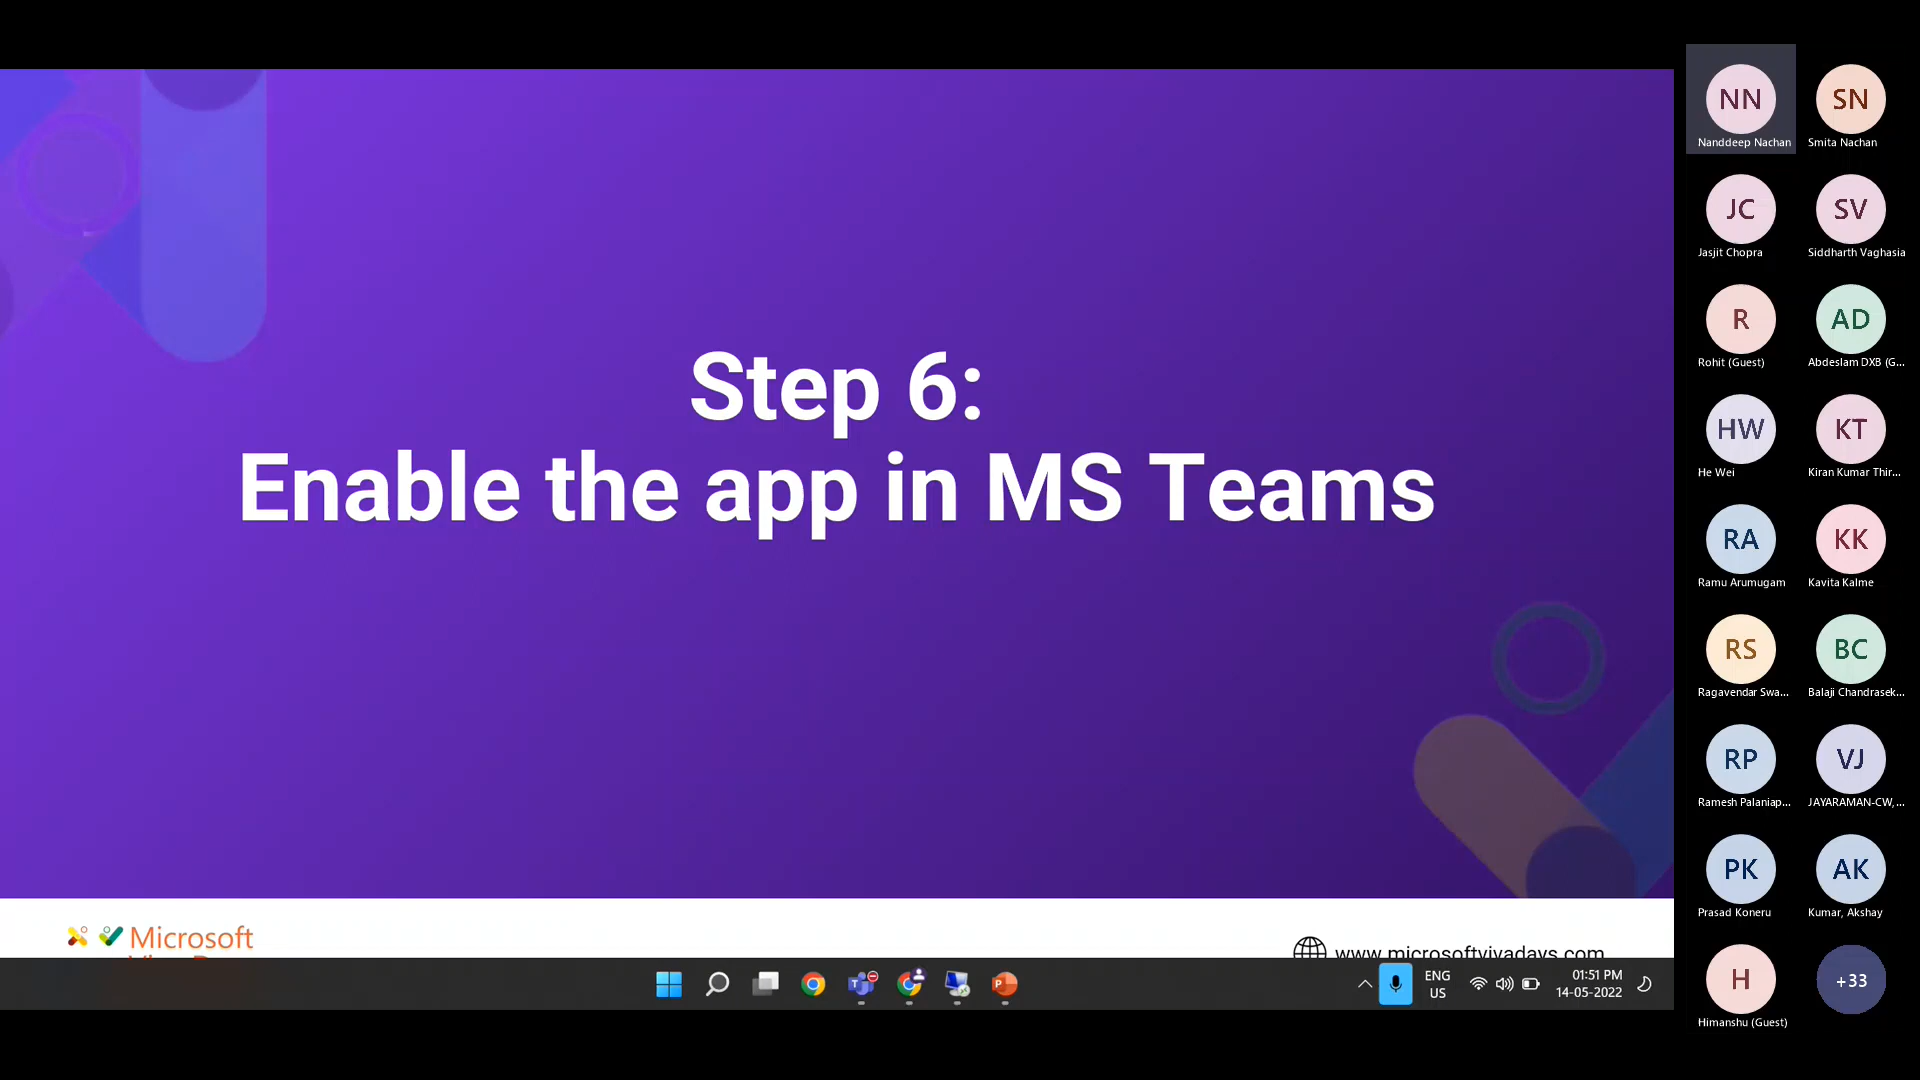 Step 6:
Enable the app in MS Teams
Microsoft
www.microsoftvivadays.com
ENG
US
01:51 PM
14-05-2022
NN
Nanddeep Nachan
SN
Smita Nachan
JC
Jasjit Chopra
SV
Siddharth Vaghasia
R
Rohit (Guest)
AD
Abdeslam DXB (G...
HW
He Wei
KT
Kiran Kumar Thir...
RA
Ramu Arumugam
KK
Kavita Kalme
RS
Ragavendar Swa...
BC
Balaji Chandrasek...
RP
Ramesh Palaniap...
VJ
JAYARAMAN-CW,...
PK
Prasad Koneru
AK
Kumar, Akshay
H
Himanshu (Guest)
+33